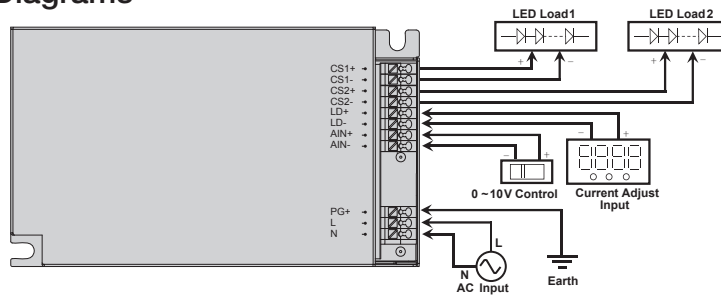 Diagrams
LED Load1
LED Load2
CS1+
CS1-
CS2+
CS2-
LD+
LD-
AIN+
AIN-
+ −
+ −
− +
− +
8888
0 ~10V Control
Current Adjust
Input
PG+
L
N
L
N
AC Input
Earth